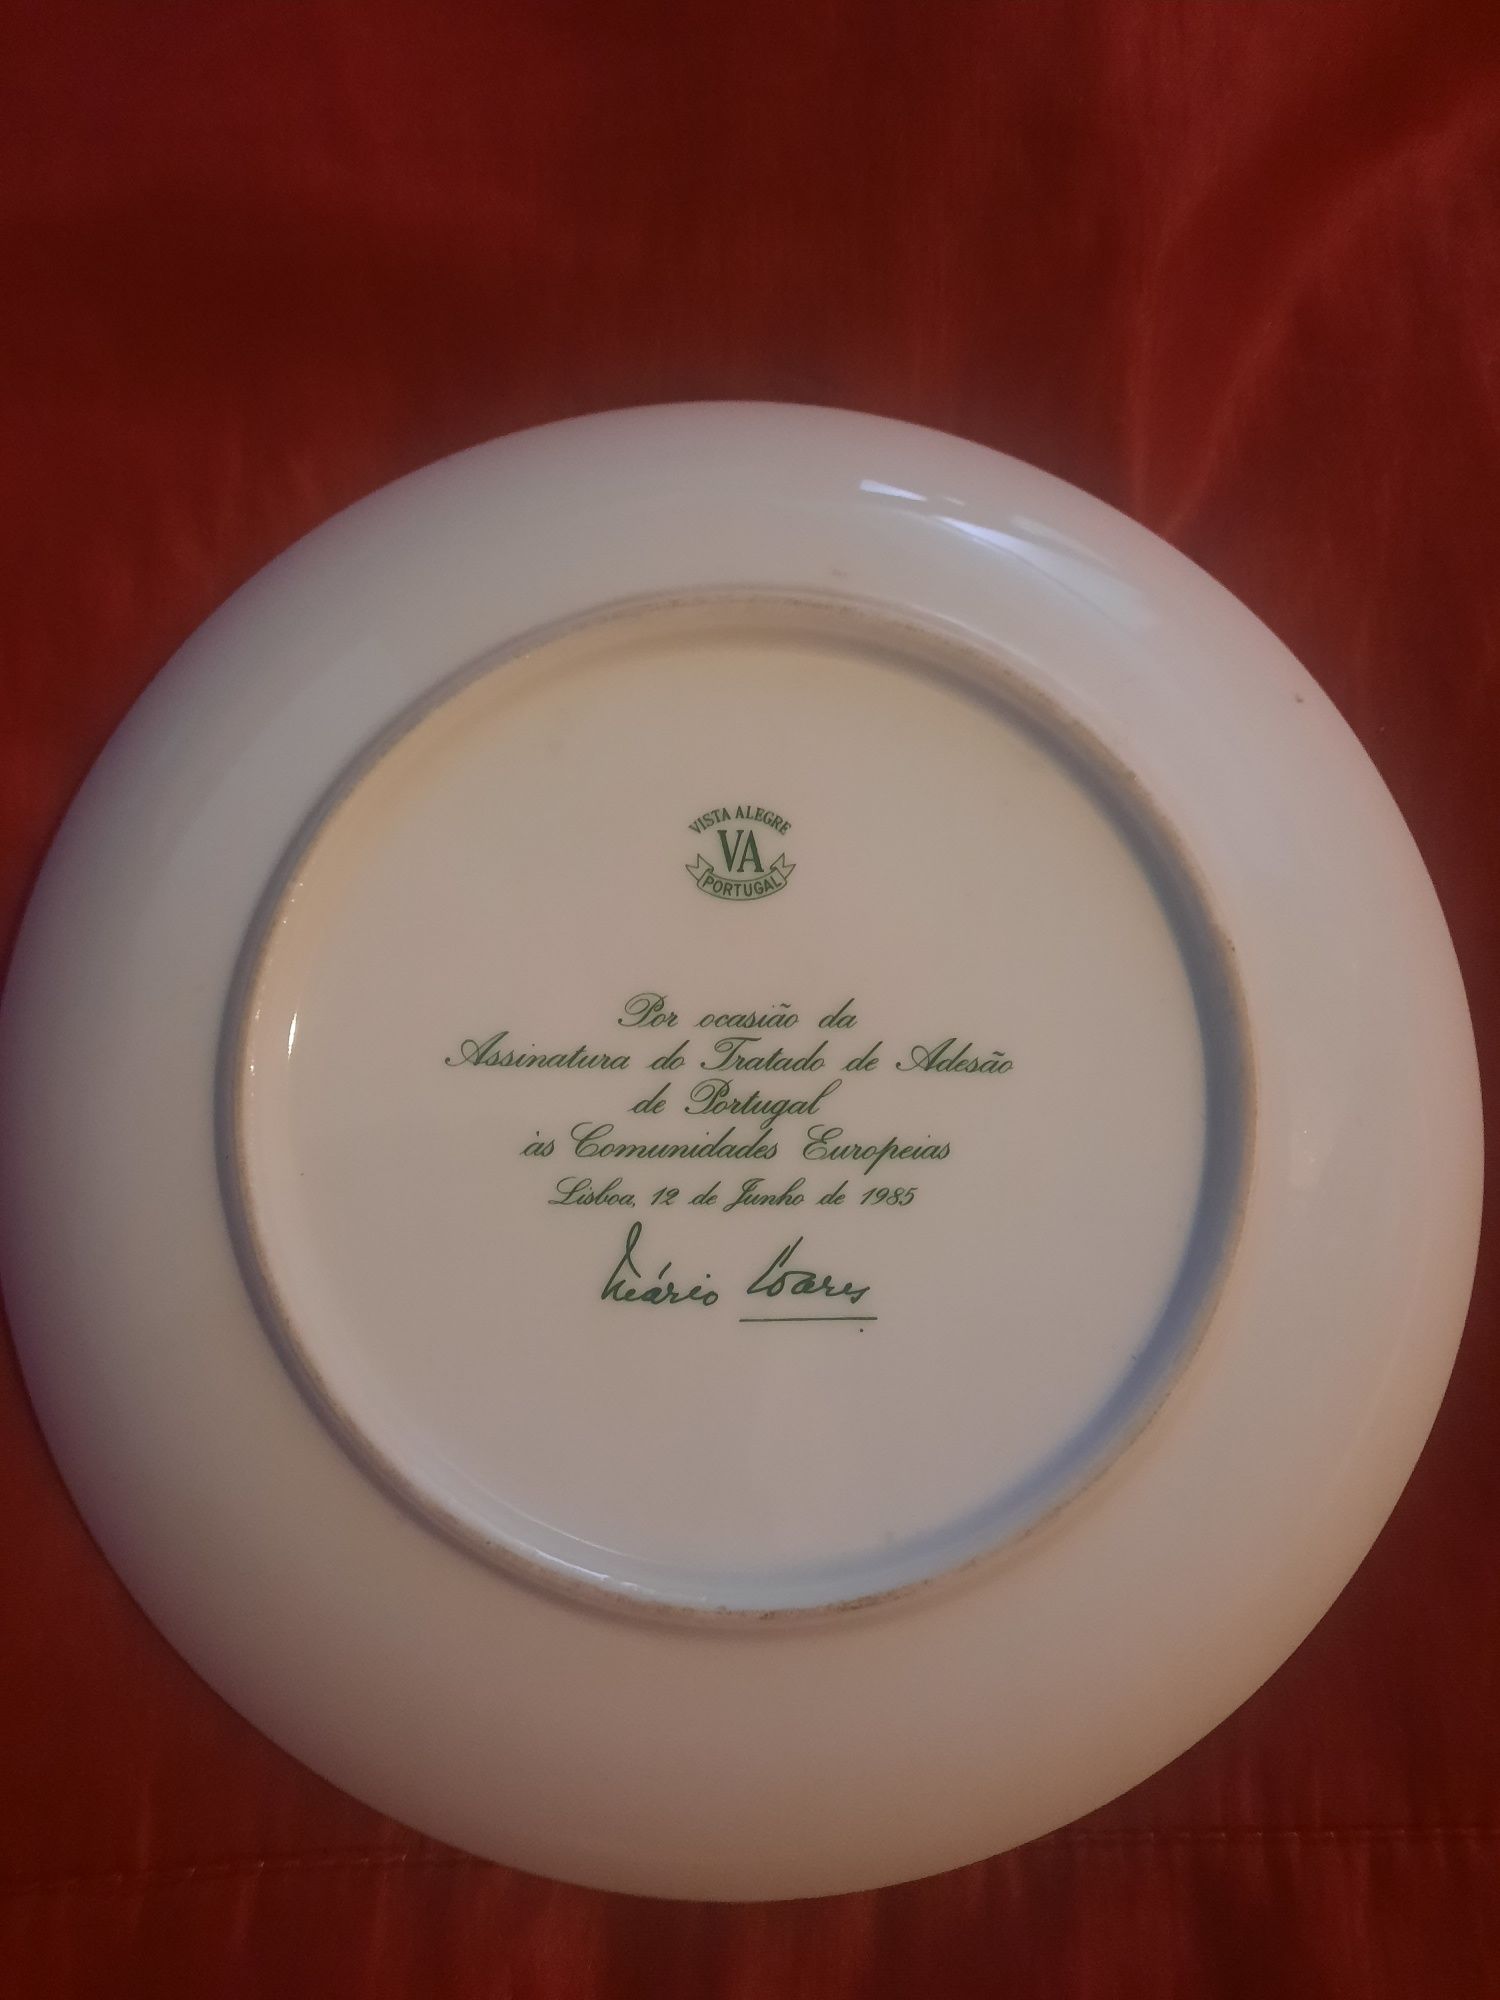 VISTA ALEGRE
VA
PORTUGAL
Por ocasião da
Assinatura do Tratado de Adesão
de Portugal
às Comunidades Europeias
Lisboa, 12 de Junho de 1985
Mário Soares